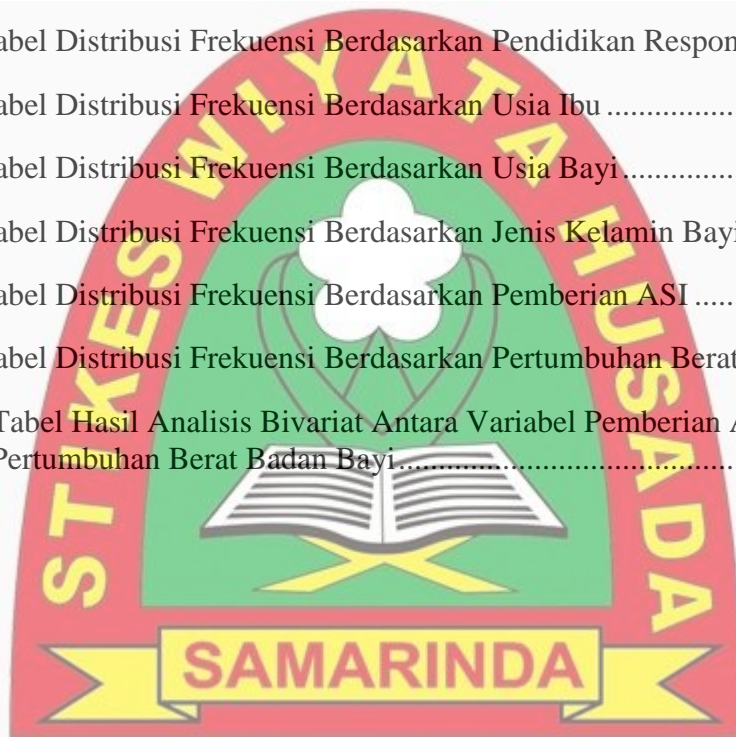 abel Distribusi Frekuensi Berdasarkan Pendidikan Respon
abel Distribusi Frekuensi Berdasarkan Usia Ibu ..................
abel Distribusi Frekuensi Berdasarkan Usia Bayi...............
abel Distribusi Frekuensi Berdasarkan Jenis Kelamin Bayi
abel Distribusi Frekuensi Berdasarkan Pemberian ASI ......
abel Distribusi Frekuensi Berdasarkan Pertumbuhan Berat
Tabel Hasil Analisis Bivariat Antara Variabel Pemberian A
Pertumbuhan Berat Badan Bayi.............................................
STIKES WIYATA HUSADA
SAMARINDA